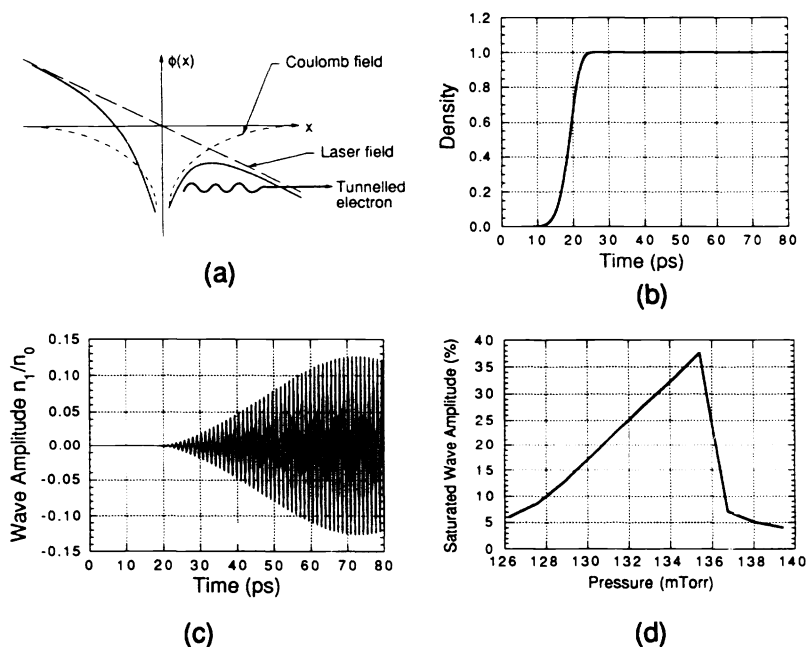 ϕ(x)
Coulomb field
x
Laser field
Tunnelled
electron
(a)
Density
1.2
1.0
0.8
0.6
0.4
0.2
0.0
0 10 20 30 40 50 60 70 80
Time (ps)
(b)
Wave Amplitude n1/n0
0.15
0.10
0.05
0.00
-0.05
-0.10
-0.15
0 10 20 30 40 50 60 70 80
Time (ps)
(c)
Saturated Wave Amplitude (%)
40
35
30
25
20
15
10
5
0
126 128 130 132 134 136 138 140
Pressure (mTorr)
(d)